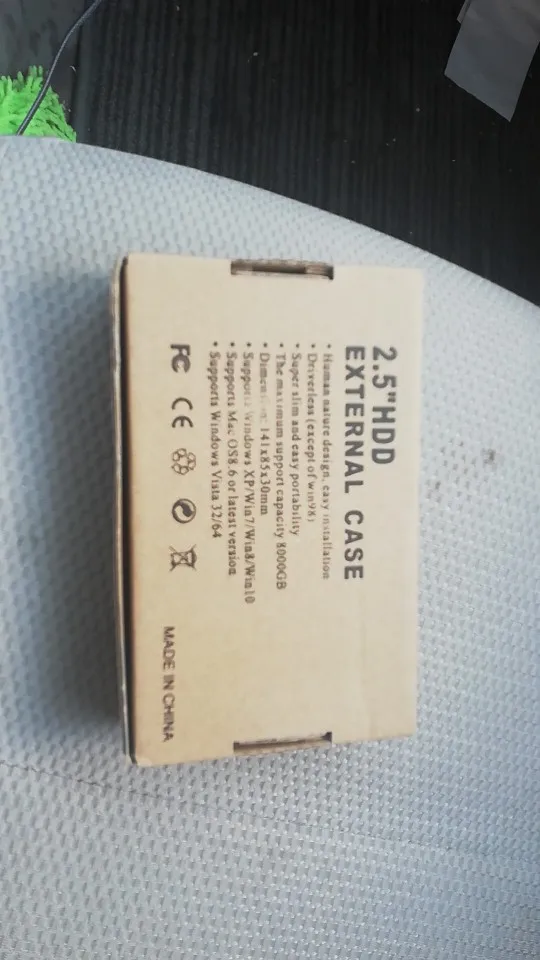 2.5"HDD
EXTERNAL CASE
• Human nature design, easy installation
• Driverless (except of win98)
• Super slim and easy portability
• The maximum support capacity 8000GB
• Dimension: 141x85x30mm
• Supports Windows XP/Win7/Win8/Win10
• Supports Mac OS8.6 or latest version
• Supports Windows Vista 32/64
FC CE
MADE IN CHINA